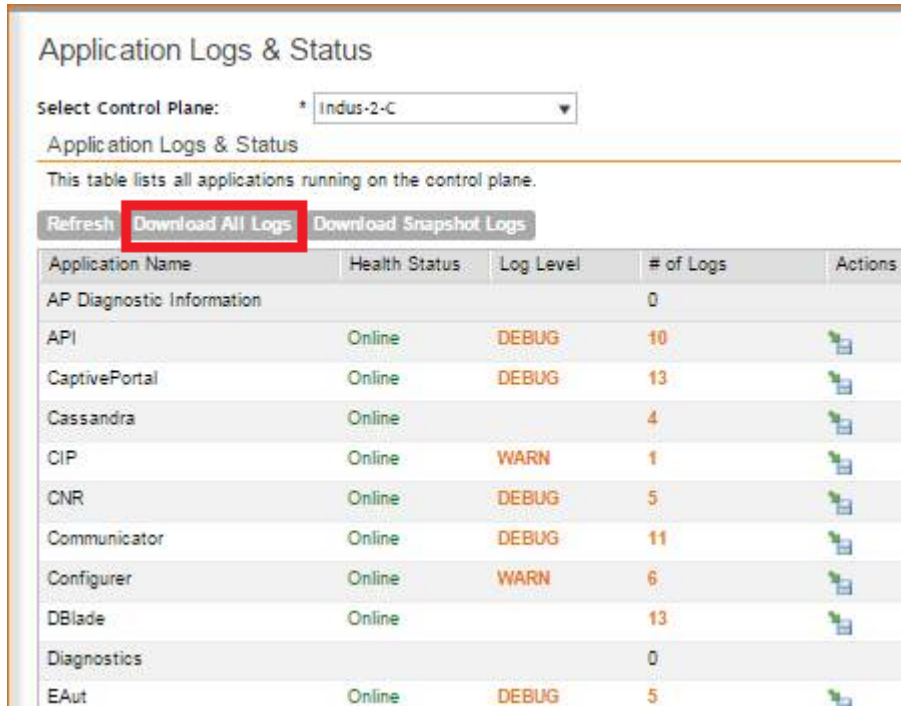 Application Logs & Status
Select Control Plane: * Indus-2-C
Application Logs & Status
This table lists all applications running on the control plane.
Refresh Download All Logs Download Snapshot Logs
Application Name Health Status Log Level # of Logs Actions
AP Diagnostic Information 0
API Online DEBUG 10
CaptivePortal Online DEBUG 13
Cassandra Online 4
CIP Online WARN 1
CNR Online DEBUG 5
Communicator Online DEBUG 11
Configurer Online WARN 6
DBlade Online 13
Diagnostics 0
EAut Online DEBUG 5